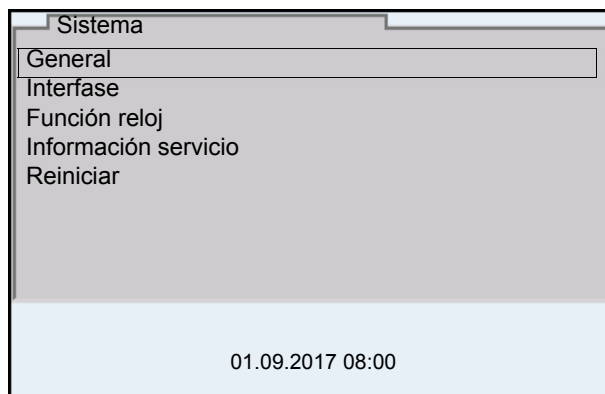 Sistema
General
Interfase
Función reloj
Información servicio
Reiniciar
01.09.2017 08:00